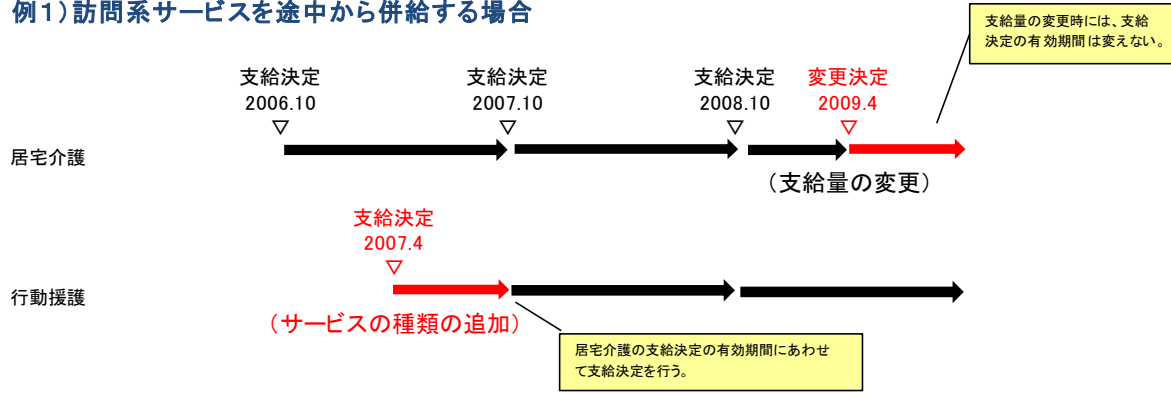 例1)訪問系サービスを途中から併給する場合
支給量の変更時には、支給
決定の有効期間は変えない。
支給決定
2006.10
▽
支給決定
2007.10
▽
支給決定
2008.10
▽
変更決定
2009.4
▽
居宅介護
(支給量の変更)
支給決定
2007.4
▽
行動援護
(サービスの種類の追加)
居宅介護の支給決定の有効期間にあわせ
て支給決定を行う。